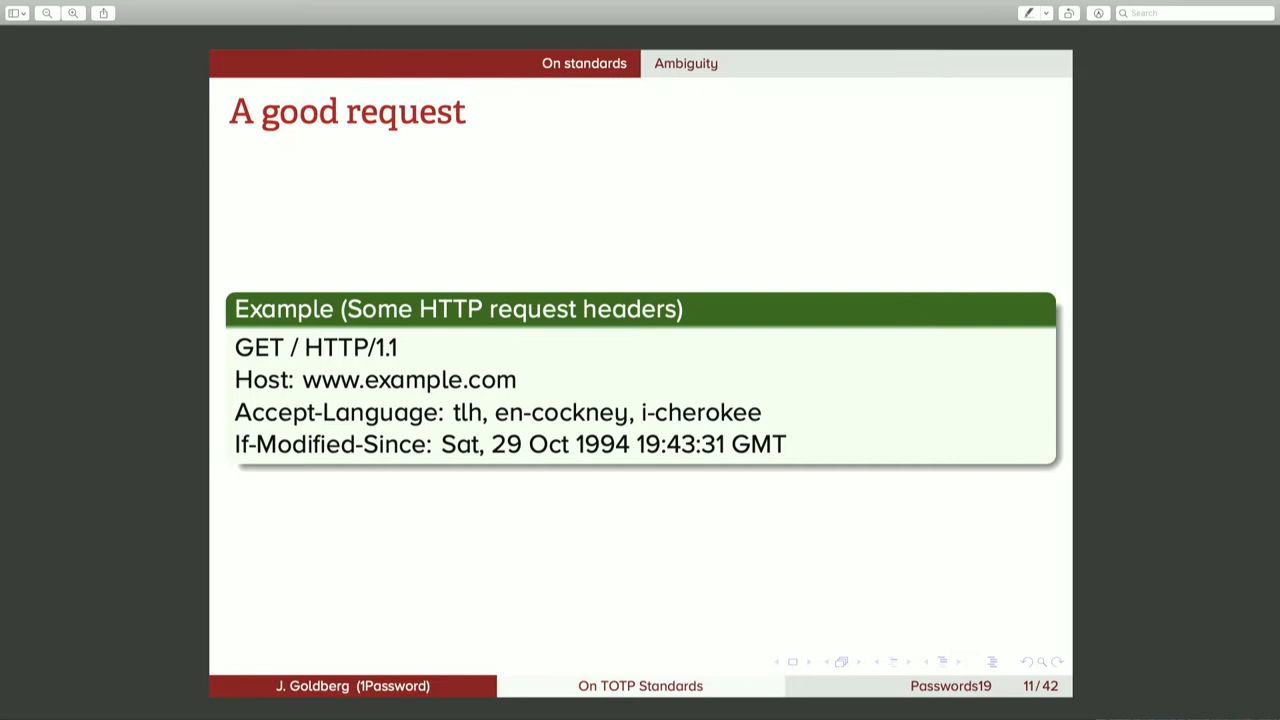 Search
On standards
Ambiguity
A good request
Example (Some HTTP request headers)
GET / HTTP/1.1
Host: www.example.com
Accept-Language: tlh, en-cockney, i-cherokee
If-Modified-Since: Sat, 29 Oct 1994 19:43:31 GMT
J. Goldberg (1Password)
On TOTP Standards
Passwords19
11/42